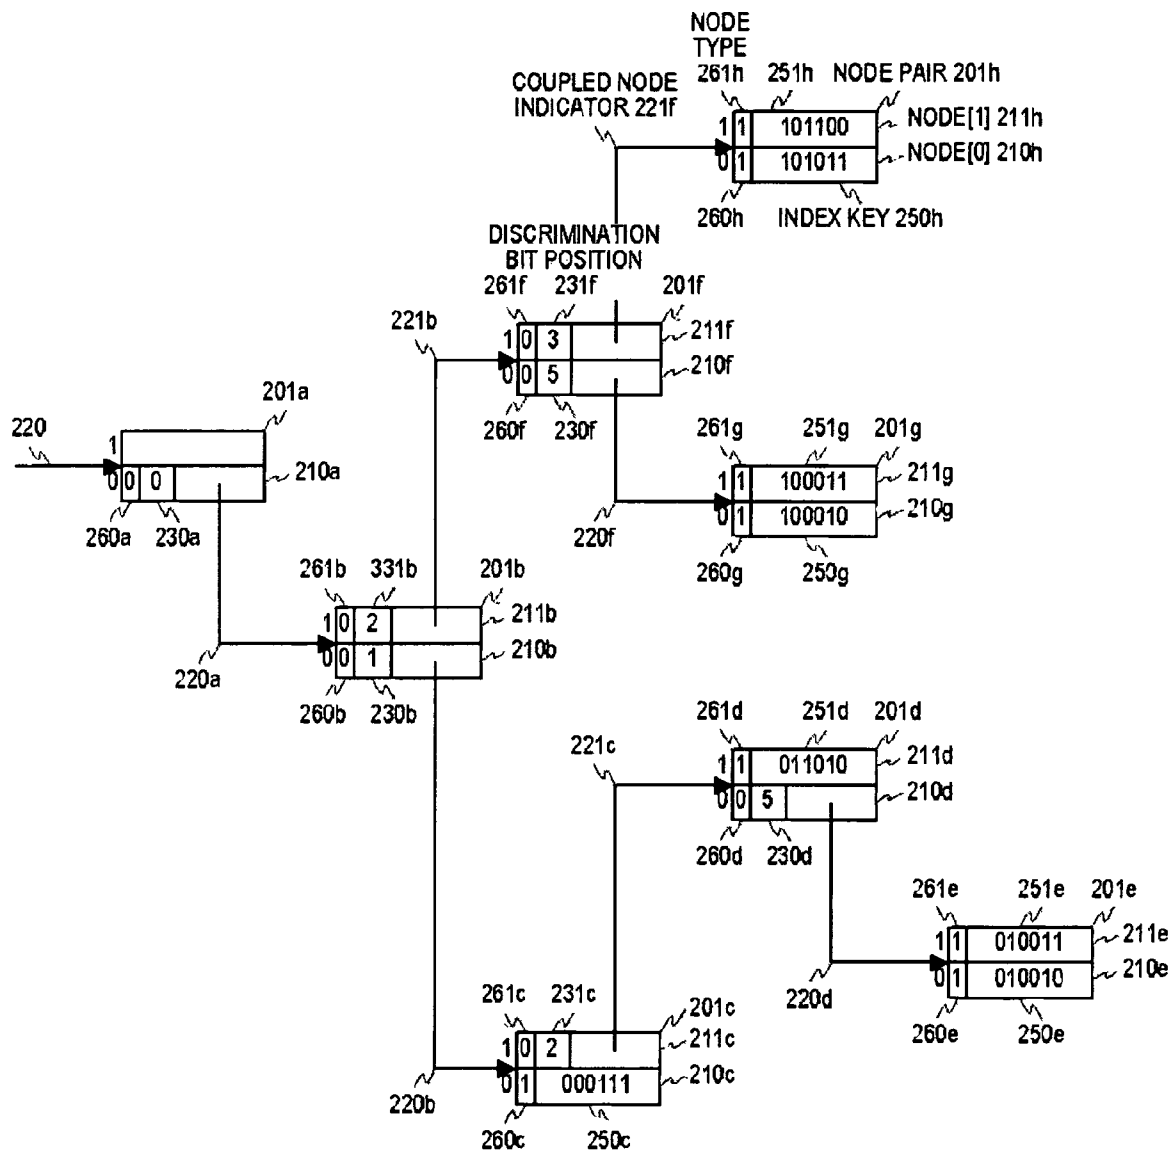 NODE
TYPE
261h 251h NODE PAIR 201h
COUPLED NODE
INDICATOR 221f
1 1 101100 NODE[1] 211h
0 1 101011 NODE[0] 210h
260h INDEX KEY 250h
DISCRIMINATION
BIT POSITION
261f 231f 201f
221b
1 0 3 211f
0 0 5 210f
260f 230f
201a
220
1
0 0 0 210a
260a 230a
261g 251g 201g
1 1 100011 211g
0 1 100010 210g
220f
260g 250g
261b 331b 201b
1 0 2 211b
0 0 1 210b
220a
260b 230b
261d 251d 201d
221c
1 1 011010 211d
0 0 5 210d
260d 230d
261e 251e 201e
1 1 010011 211e
0 1 010010 210e
220d
260e 250e
261c 231c 201c
1 0 2 211c
0 1 000111 210c
220b
260c 250c